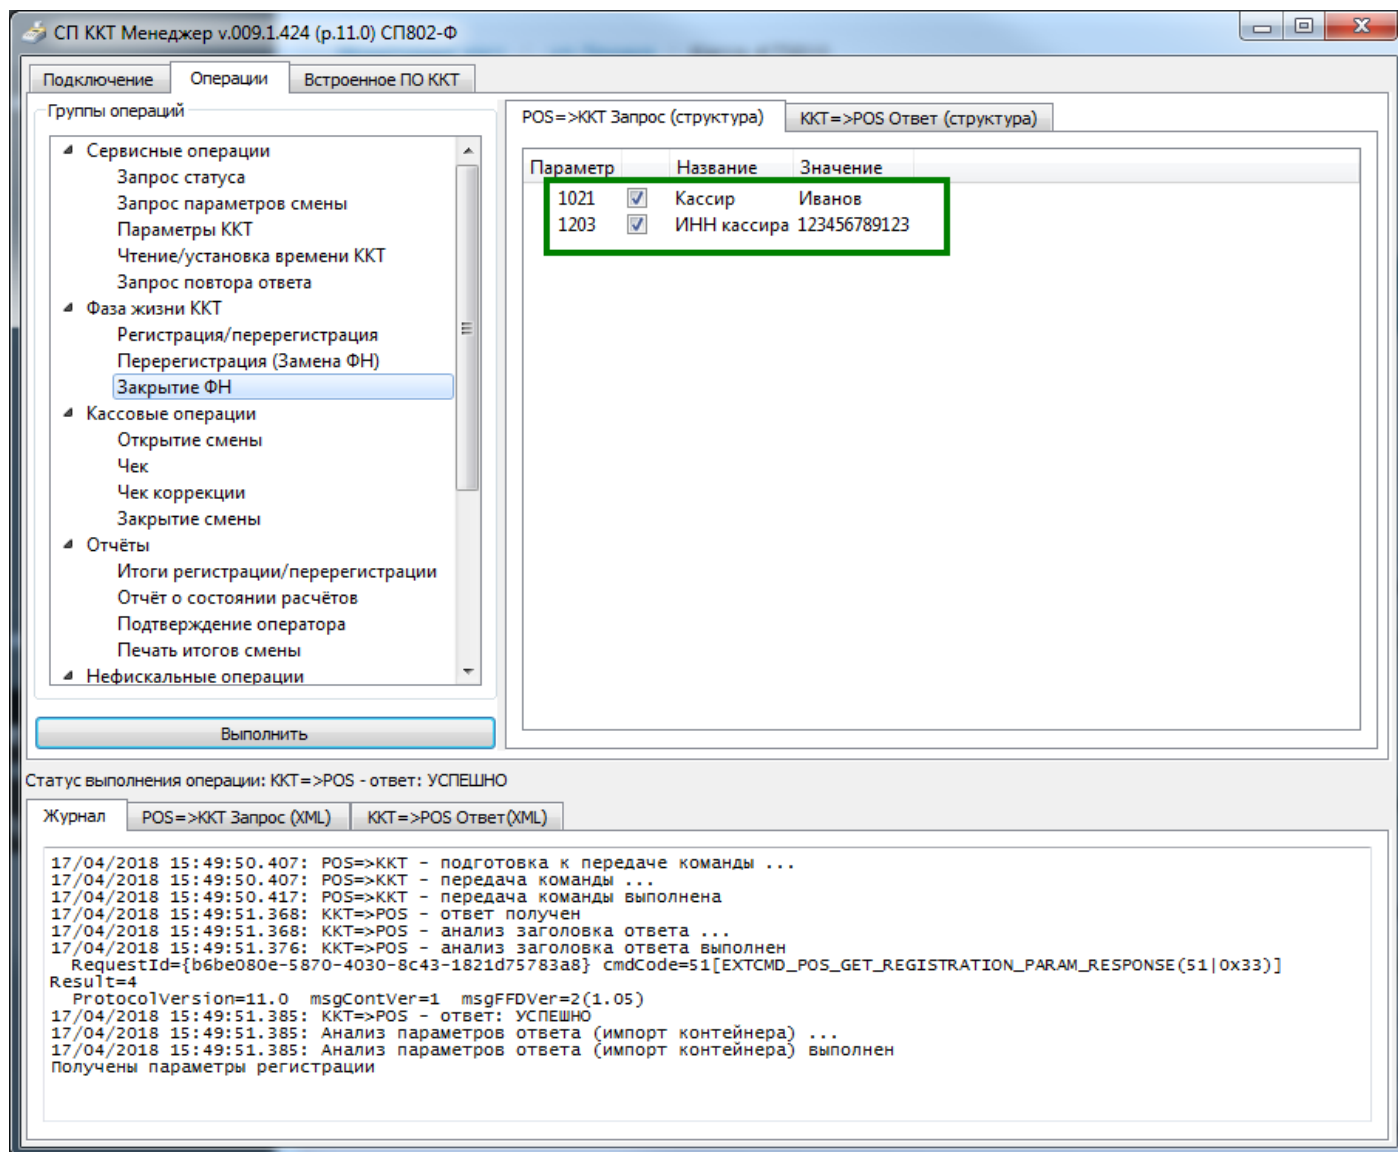 СП ККТ Менеджер v.009.1.424 (p.11.0) СП802-Ф
Подключение Операции Встроенное ПО ККТ
Группы операций
Сервисные операции
Запрос статуса
Запрос параметров смены
Параметры ККТ
Чтение/установка времени ККТ
Запрос повтора ответа
Фаза жизни ККТ
Регистрация/перерегистрация
Перерегистрация (Замена ФН)
Закрытие ФН
Кассовые операции
Открытие смены
Чек
Чек коррекции
Закрытие смены
Отчёты
Итоги регистрации/перерегистрации
Отчёт о состоянии расчётов
Подтверждение оператора
Печать итогов смены
Нефискальные операции
Выполнить
POS=>ККТ Запрос (структура) ККТ=>POS Ответ (структура)
Параметр Название Значение
1021 Кассир Иванов
1203 ИНН кассира 123456789123
Статус выполнения операции: ККТ=>POS - ответ: УСПЕШНО
Журнал POS=>ККТ Запрос (XML) ККТ=>POS Ответ(XML)
17/04/2018 15:49:50.407: POS=>ККТ - подготовка к передаче команды ...
17/04/2018 15:49:50.407: POS=>ККТ - передача команды ...
17/04/2018 15:49:50.417: POS=>ККТ - передача команды выполнена
17/04/2018 15:49:51.368: ККТ=>POS - ответ получен
17/04/2018 15:49:51.368: ККТ=>POS - анализ заголовка ответа ...
17/04/2018 15:49:51.376: ККТ=>POS - анализ заголовка ответа выполнен
RequestId={b6be080e-5870-4030-8c43-1821d75783a8} cmdCode=51[EXTCMD_POS_GET_REGISTRATION_PARAM_RESPONSE(51|0x33)]
Result=4
ProtocolVersion=11.0 msgContVer=1 msgFFDVer=2(1.05)
17/04/2018 15:49:51.385: ККТ=>POS - ответ: УСПЕШНО
17/04/2018 15:49:51.385: Анализ параметров ответа (импорт контейнера) ...
17/04/2018 15:49:51.385: Анализ параметров ответа (импорт контейнера) выполнен
Получены параметры регистрации